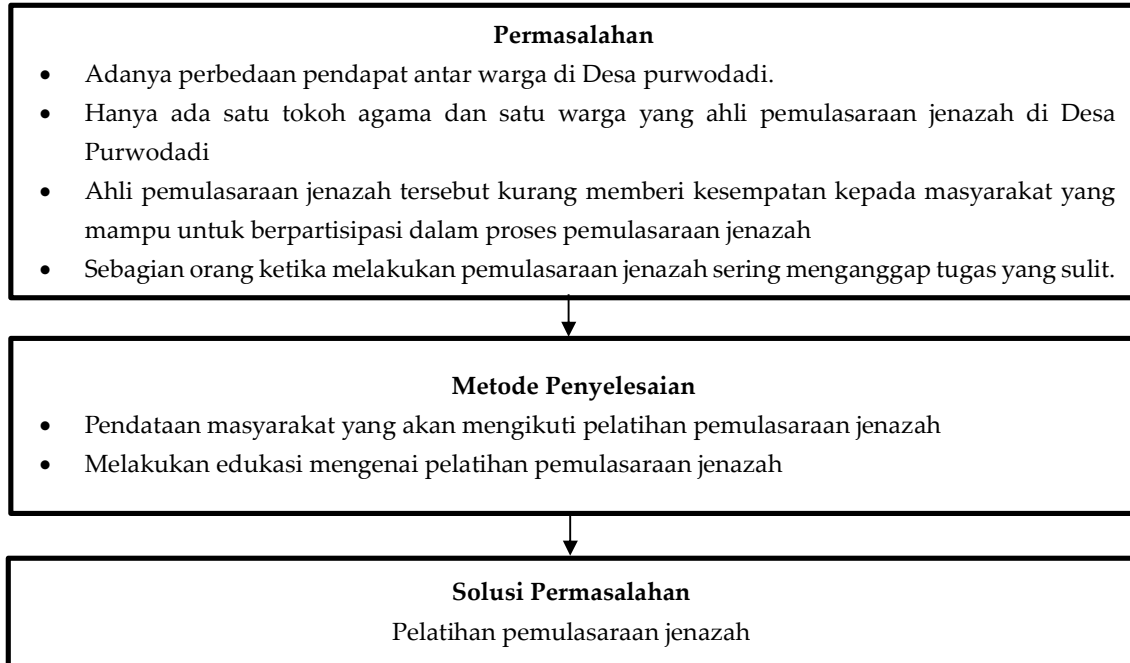 Permasalahan
• Adanya perbedaan pendapat antar warga di Desa purwodadi.
• Hanya ada satu tokoh agama dan satu warga yang ahli pemulasaraan jenazah di Desa
Purwodadi
• Ahli pemulasaraan jenazah tersebut kurang memberi kesempatan kepada masyarakat yang
mampu untuk berpartisipasi dalam proses pemulasaraan jenazah
• Sebagian orang ketika melakukan pemulasaraan jenazah sering menganggap tugas yang sulit.
Metode Penyelesaian
• Pendataan masyarakat yang akan mengikuti pelatihan pemulasaraan jenazah
• Melakukan edukasi mengenai pelatihan pemulasaraan jenazah
Solusi Permasalahan
Pelatihan pemulasaraan jenazah